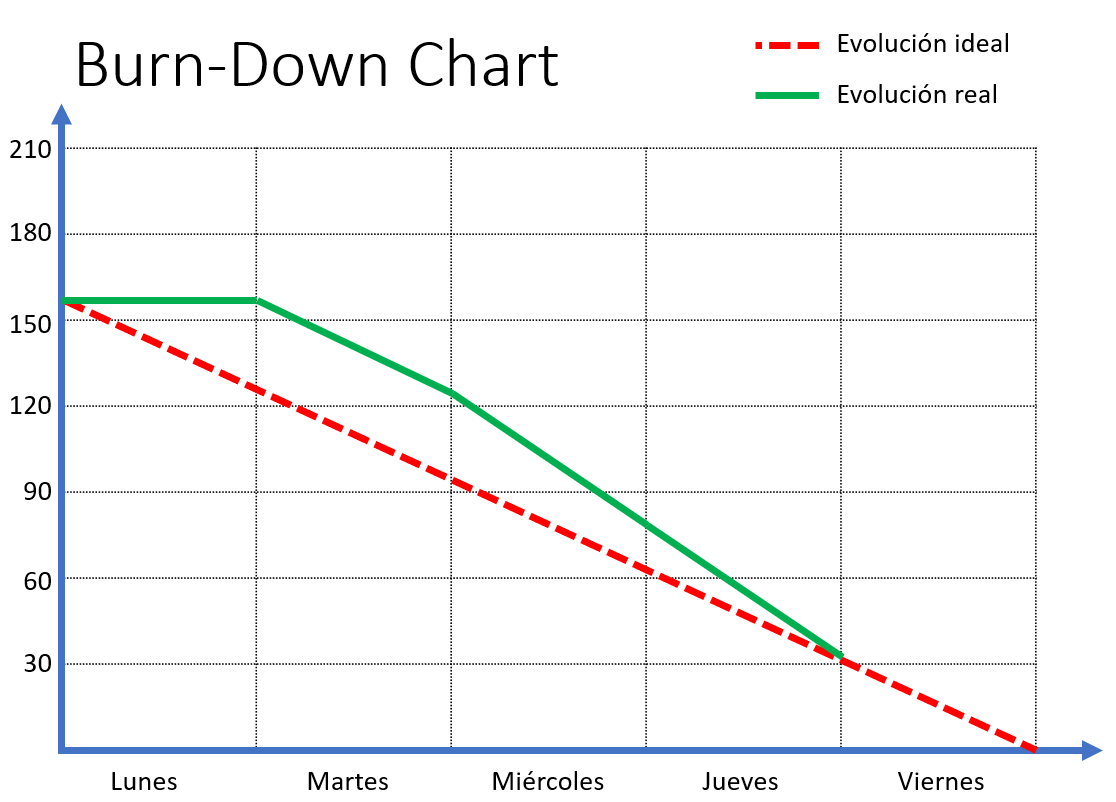 Burn-Down Chart
Evolución ideal
Evolución real
210
180
150
120
90
60
30
Lunes
Martes
Miércoles
Jueves
Viernes